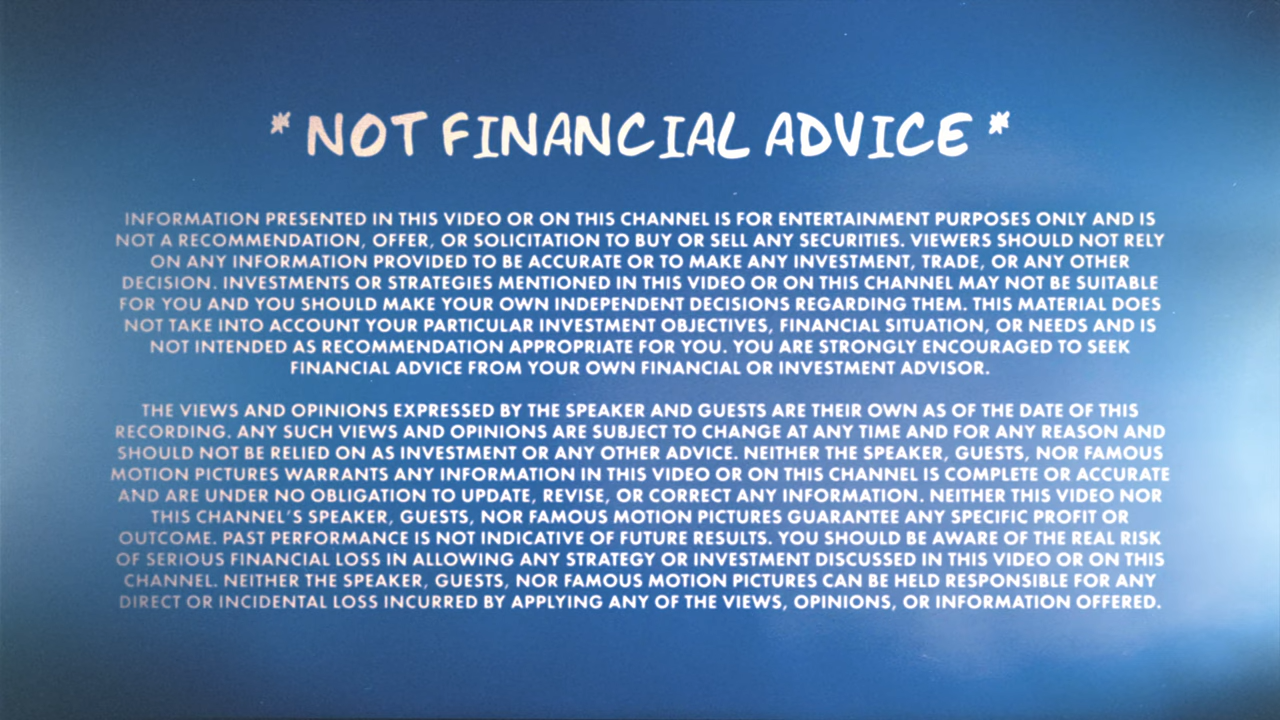 * NOT FINANCIAL ADVICE *
INFORMATION PRESENTED IN THIS VIDEO OR ON THIS CHANNEL IS FOR ENTERTAINMENT PURPOSES ONLY AND IS
NOT A RECOMMENDATION, OFFER, OR SOLICITATION TO BUY OR SELL ANY SECURITIES. VIEWERS SHOULD NOT RELY
ON ANY INFORMATION PROVIDED TO BE ACCURATE OR TO MAKE ANY INVESTMENT, TRADE, OR ANY OTHER
DECISION. INVESTMENTS OR STRATEGIES MENTIONED IN THIS VIDEO OR ON THIS CHANNEL MAY NOT BE SUITABLE
FOR YOU AND YOU SHOULD MAKE YOUR OWN INDEPENDENT DECISIONS REGARDING THEM. THIS MATERIAL DOES
NOT TAKE INTO ACCOUNT YOUR PARTICULAR INVESTMENT OBJECTIVES, FINANCIAL SITUATION, OR NEEDS AND IS
NOT INTENDED AS RECOMMENDATION APPROPRIATE FOR YOU. YOU ARE STRONGLY ENCOURAGED TO SEEK
FINANCIAL ADVICE FROM YOUR OWN FINANCIAL OR INVESTMENT ADVISOR.
THE VIEWS AND OPINIONS EXPRESSED BY THE SPEAKER AND GUESTS ARE THEIR OWN AS OF THE DATE OF THIS
RECORDING. ANY SUCH VIEWS AND OPINIONS ARE SUBJECT TO CHANGE AT ANY TIME AND FOR ANY REASON AND
SHOULD NOT BE RELIED ON AS INVESTMENT OR ANY OTHER ADVICE. NEITHER THE SPEAKER, GUESTS, NOR FAMOUS
MOTION PICTURES WARRANTS ANY INFORMATION IN THIS VIDEO OR ON THIS CHANNEL IS COMPLETE OR ACCURATE
AND ARE UNDER NO OBLIGATION TO UPDATE, REVISE, OR CORRECT ANY INFORMATION. NEITHER THIS VIDEO NOR
THIS CHANNEL'S SPEAKER, GUESTS, NOR FAMOUS MOTION PICTURES GUARANTEE ANY SPECIFIC PROFIT OR
OUTCOME. PAST PERFORMANCE IS NOT INDICATIVE OF FUTURE RESULTS. YOU SHOULD BE AWARE OF THE REAL RISK
OF SERIOUS FINANCIAL LOSS IN ALLOWING ANY STRATEGY OR INVESTMENT DISCUSSED IN THIS VIDEO OR ON THIS
CHANNEL. NEITHER THE SPEAKER, GUESTS, NOR FAMOUS MOTION PICTURES CAN BE HELD RESPONSIBLE FOR ANY
DIRECT OR INCIDENTAL LOSS INCURRED BY APPLYING ANY OF THE VIEWS, OPINIONS, OR INFORMATION OFFERED.